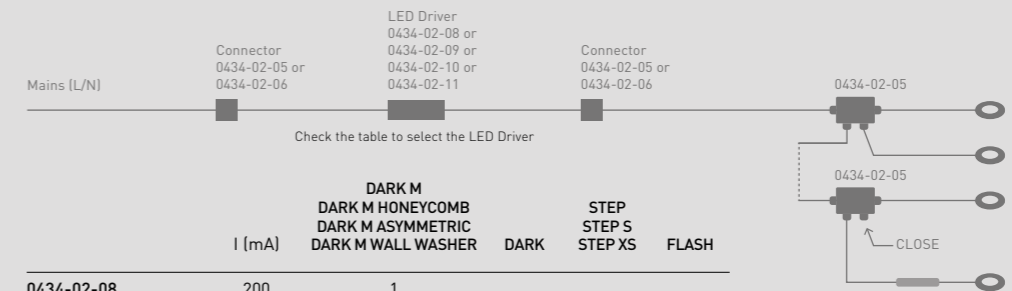 LED Driver
0434-02-08 or
0434-02-09 or
0434-02-10 or
0434-02-11
Connector
0434-02-05 or
0434-02-06
Connector
0434-02-05 or
0434-02-06
Mains (L/N)
0434-02-05
Check the table to select the LED Driver
0434-02-05
CLOSE
DARK M
DARK M HONEYCOMB
DARK M ASYMMETRIC
DARK M WALL WASHER
I (mA)
DARK
STEP
STEP S
STEP XS
FLASH
0434-02-08 200 1